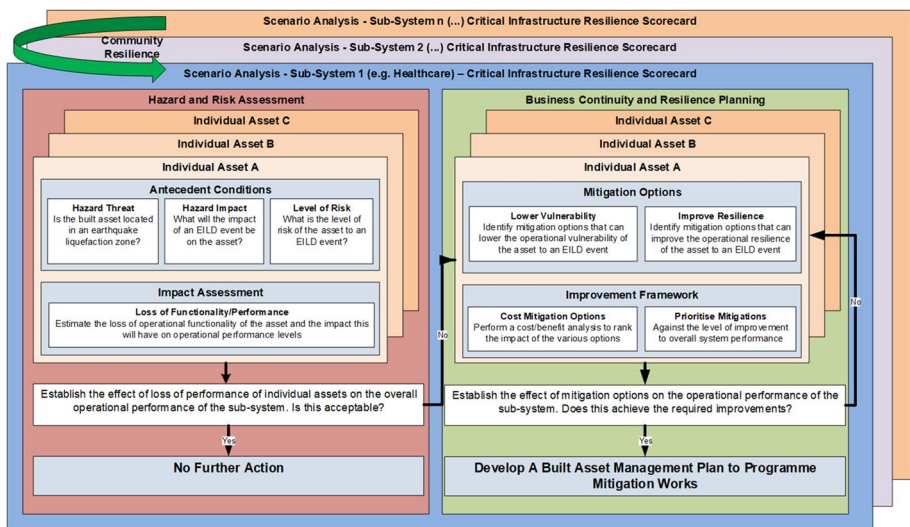 Scenario Analysis - Sub-System n (...) Critical Infrastructure Resilience Scorecard
Community
Resilience
Scenario Analysis - Sub-System 2 (...) Critical Infrastructure Resilience Scorecard
Scenario Analysis - Sub-System 1 (e.g. Healthcare) – Critical Infrastructure Resilience Scorecard
Hazard and Risk Assessment
Individual Asset C
Individual Asset B
Individual Asset A
Antecedent Conditions
Hazard Threat
Is the built asset located
in an earthquake
liquefaction zone?
Hazard Impact
What will the impact
of an EILD event be
on the asset?
Level of Risk
What is the level of
risk of the asset to an
EILD event?
Impact Assessment
Loss of Functionality/Performance
Estimate the loss of operational functionality of the asset and the impact this
will have on operational performance levels
Establish the effect of loss of performance of individual assets on the overall
operational performance of the sub-system. Is this acceptable?
No
Yes
No Further Action
Business Continuity and Resilience Planning
Individual Asset C
Individual Asset B
Individual Asset A
Mitigation Options
Lower Vulnerability
Identify mitigation options that can
lower the operational vulnerability of
the asset to an EILD event
Improve Resilience
Identify mitigation options that can
improve the operational resilience
of the asset to an EILD event
Improvement Framework
Cost Mitigation Options
Perform a cost/benefit analysis to rank
the impact of the various options
Prioritise Mitigations
Against the level of improvement
to overall system performance
Establish the effect of mitigation options on the operational performance of the
sub-system. Does this achieve the required improvements?
No
Yes
Develop A Built Asset Management Plan to Programme
Mitigation Works